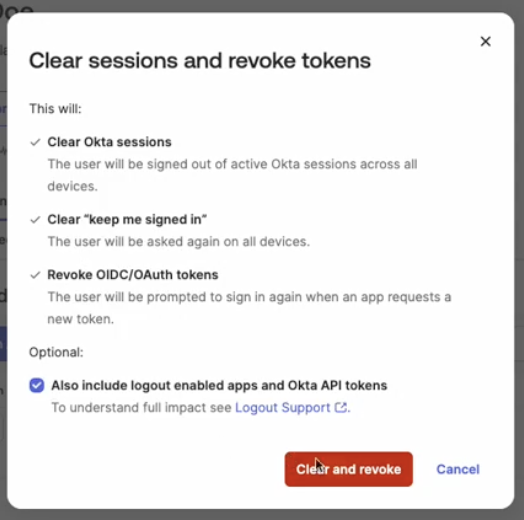 Clear sessions and revoke tokens
This will:
Clear Okta sessions
The user will be signed out of active Okta sessions across all
devices.
Clear "keep me signed in"
The user will be asked again on all devices.
Revoke OIDC/OAuth tokens
The user will be prompted to sign in again when an app requests a
new token.
Optional:
Also include logout enabled apps and Okta API tokens
To understand full impact see Logout Support.
Clear and revoke Cancel